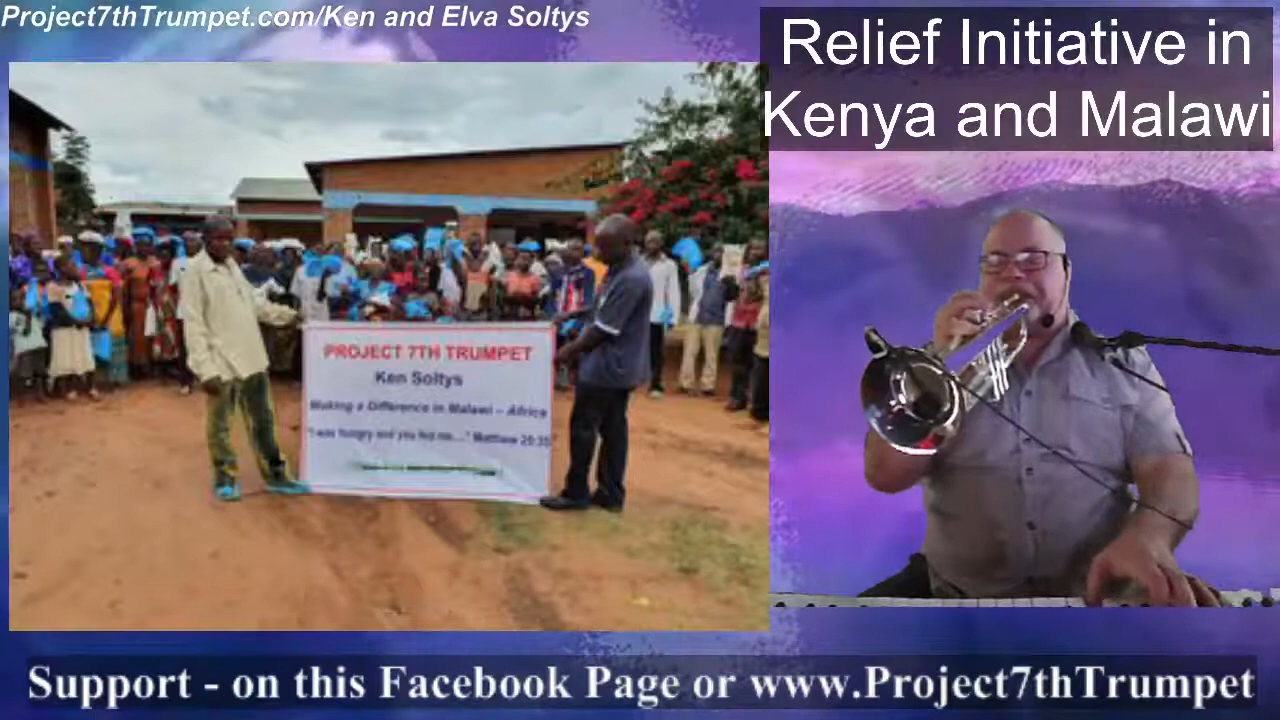 Project7thTrumpet.com/Ken and Elva Soltys
Relief Initiative in
Kenya and Malawi
PROJECT 7TH TRUMPET
Ken Soltys
Making a Difference in Malawi – Africa
"I was hungry and you fed me...." Matthew 25:35
Support - on this Facebook Page or www.Project7thTrumpet